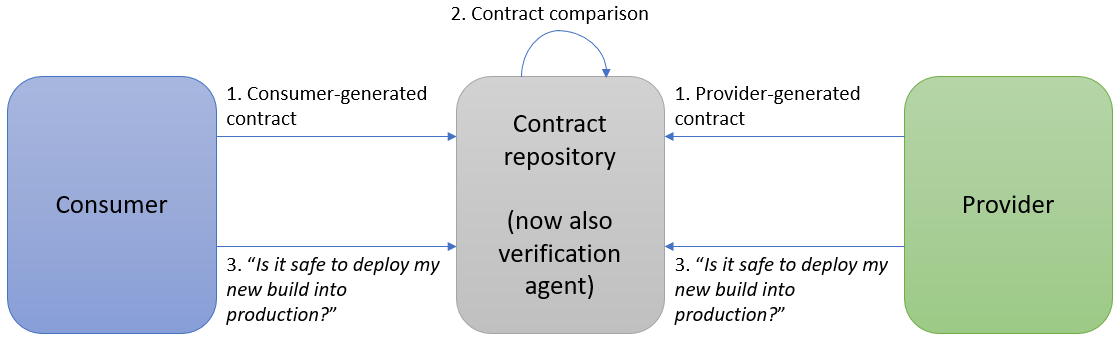 2. Contract comparison
1. Consumer-generated
contract
1. Provider-generated
contract
Contract
repository
(now also
verification
agent)
Consumer
Provider
3. “Is it safe to deploy my
new build into
production?”
3. “Is it safe to deploy my
new build into
production?”